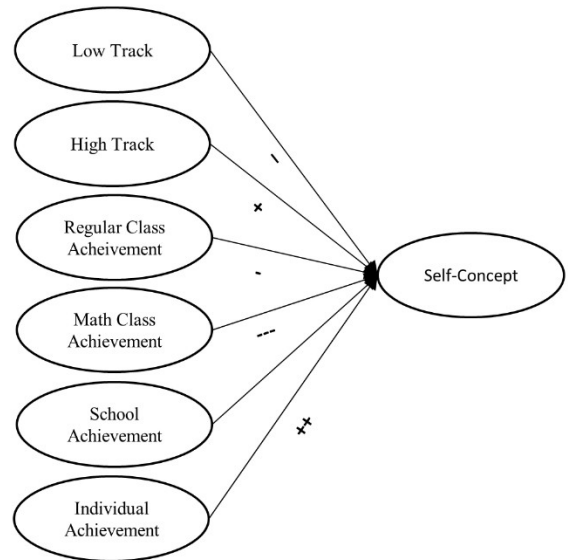 Low Track
-
High Track
+
Regular Class
Acheivement
-
Self-Concept
Math Class
Achievement
---
School
Achievement
++
Individual
Achievement